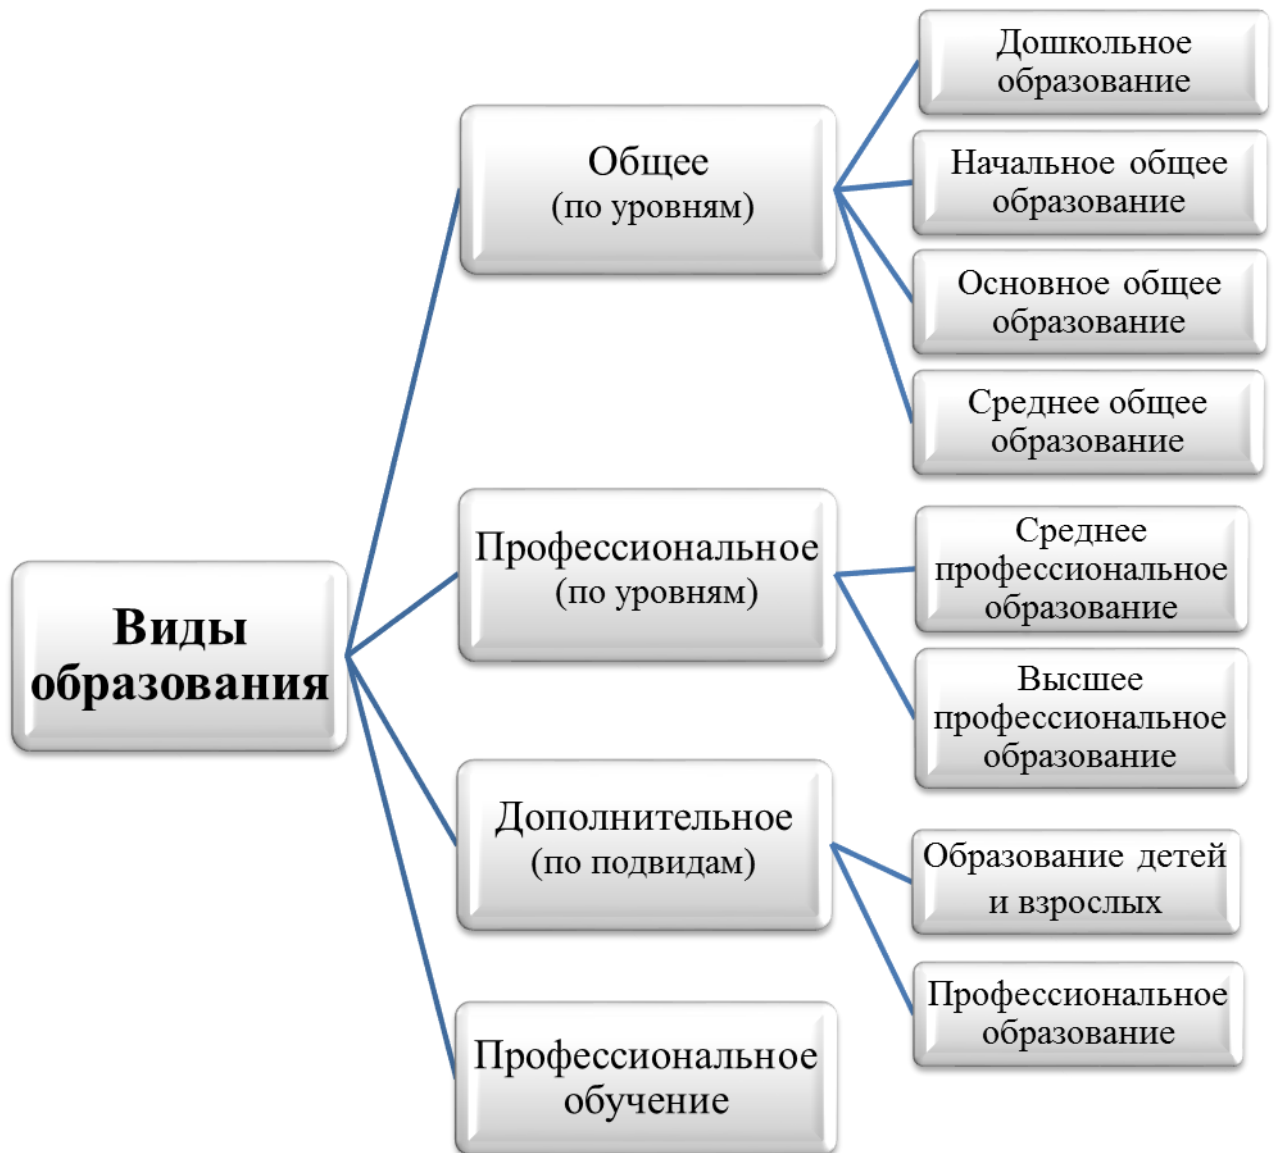 Виды
образования
Общее
(по уровням)
Дошкольное
образование
Начальное общее
образование
Основное общее
образование
Среднее общее
образование
Профессиональное
(по уровням)
Среднее
профессиональное
образование
Высшее
профессиональное
образование
Дополнительное
(по подвидам)
Образование детей
и взрослых
Профессиональное
образование
Профессиональное
обучение